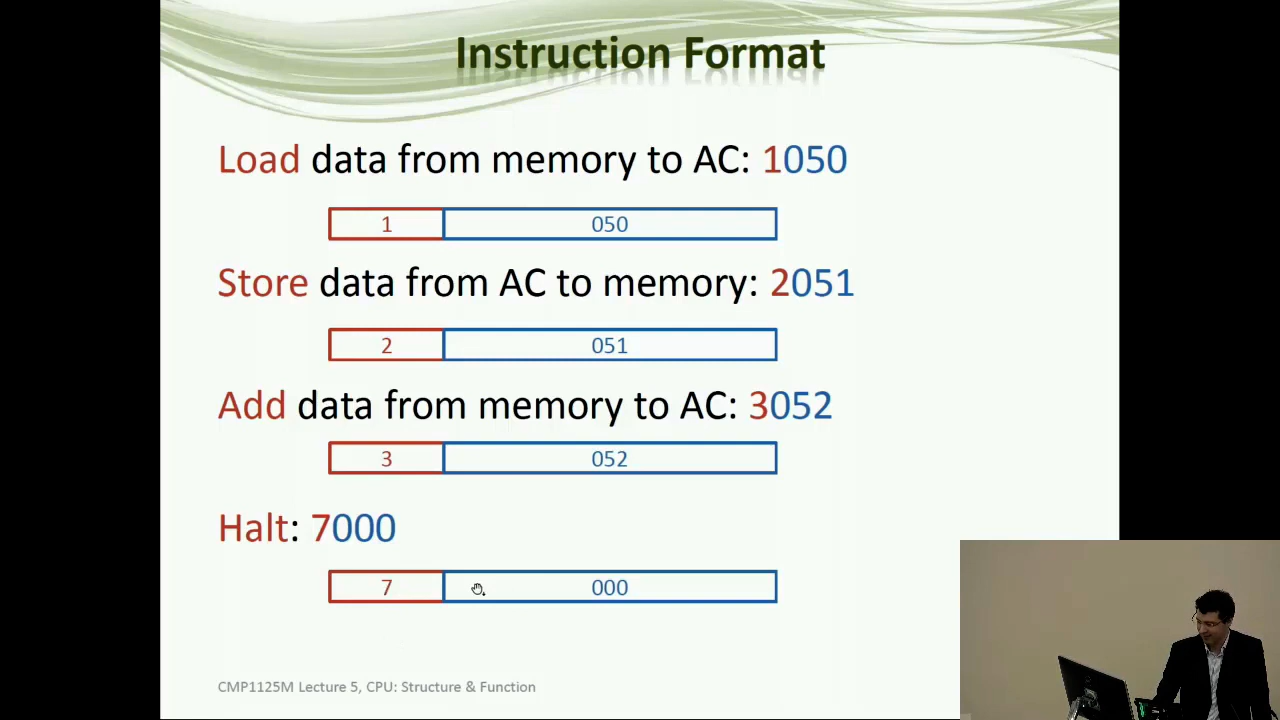 Instruction Format
Load data from memory to AC: 1050
1 050
Store data from AC to memory: 2051
2 051
Add data from memory to AC: 3052
3 052
Halt: 7000
7 000
CMP1125M Lecture 5, CPU: Structure & Function